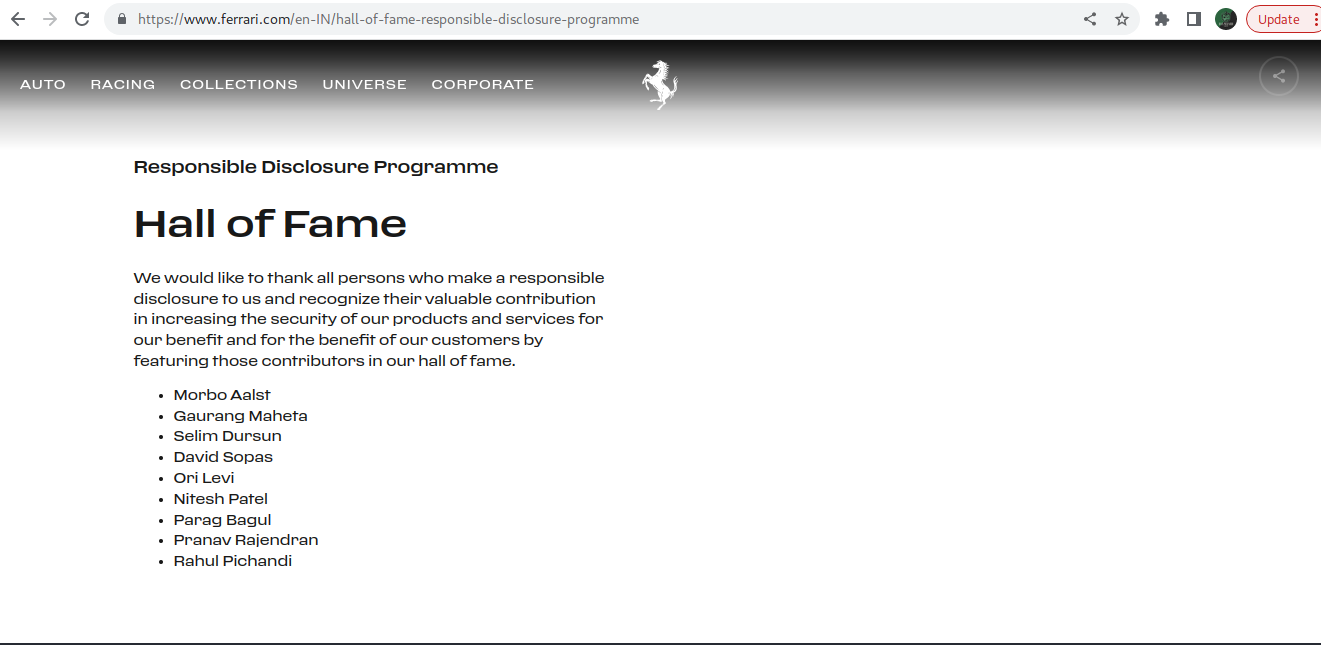 https://www.ferrari.com/en-IN/hall-of-fame-responsible-disclosure-programme
Update
AUTO RACING COLLECTIONS UNIVERSE CORPORATE
Responsible Disclosure Programme
Hall of Fame
We would like to thank all persons who make a responsible
disclosure to us and recognize their valuable contribution
in increasing the security of our products and services for
our benefit and for the benefit of our customers by
featuring those contributors in our hall of fame.
• Morbo Aalst
• Gaurang Maheta
• Selim Dursun
• David Sopas
• Ori Levi
• Nitesh Patel
• Parag Bagul
• Pranav Rajendran
• Rahul Pichandi